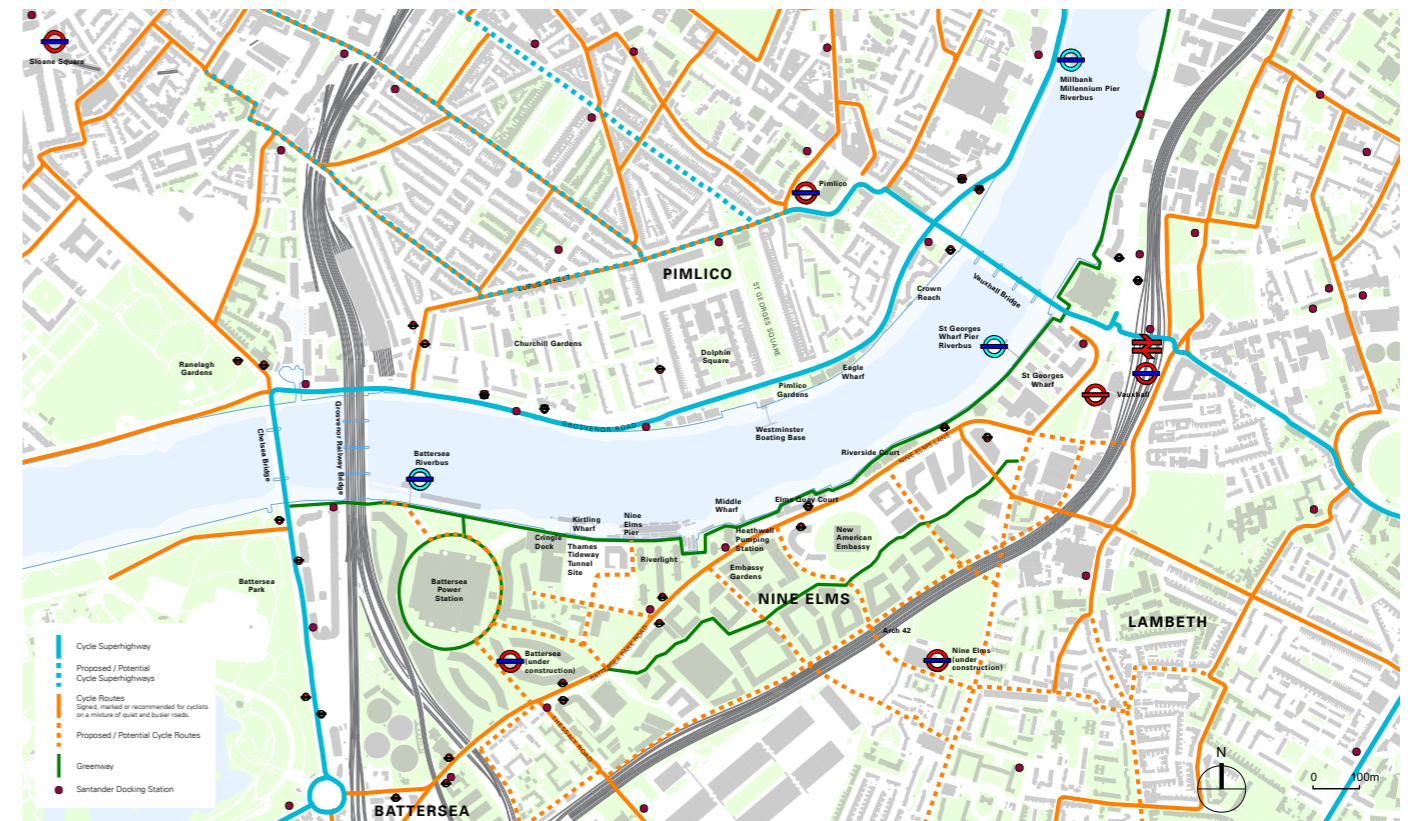 Sloane Square
Millbank
Millennium Pier
Riverbus
Pimlico
PIMLICO
LUPUS STREET
ST GEORGES SQUARE
Vauxhall Bridge
Crown
Reach
St Georges
Wharf Pier
Riverbus
Churchill Gardens
Dolphin
Square
Ranelagh
Gardens
Eagle
Wharf
St Georges
Wharf
Vauxhall
Pimlico
Gardens
GROSVENOR ROAD
Westminster
Boating Base
Chelsea Bridge
Grosvenor Railway Bridge
Battersea
Riverbus
Riverside Court
NINE ELMS LANE
Elms Quay Court
Middle
Wharf
Kirtling
Wharf
Nine
Elms
Pier
Cringle
Dock
Thames
Tideway
Tunnel
Site
Heathwall
Pumping
Station
New
American
Embassy
Riverlight
Embassy
Gardens
Battersea
Park
Battersea
Power
Station
NINE ELMS
LAMBETH
Arch 42
Battersea
(under
construction)
Nine Elms
(under
construction)
BATTERSEA PARK ROAD
THESSALY ROAD
BATTERSEA
Cycle Superhighway
Proposed / Potential
Cycle Superhighways
Cycle Routes
Signed, marked or recommended for cyclists
on a mixture of quiet and busier roads.
Proposed / Potential Cycle Routes
Greenway
Santander Docking Station
N
0 100m